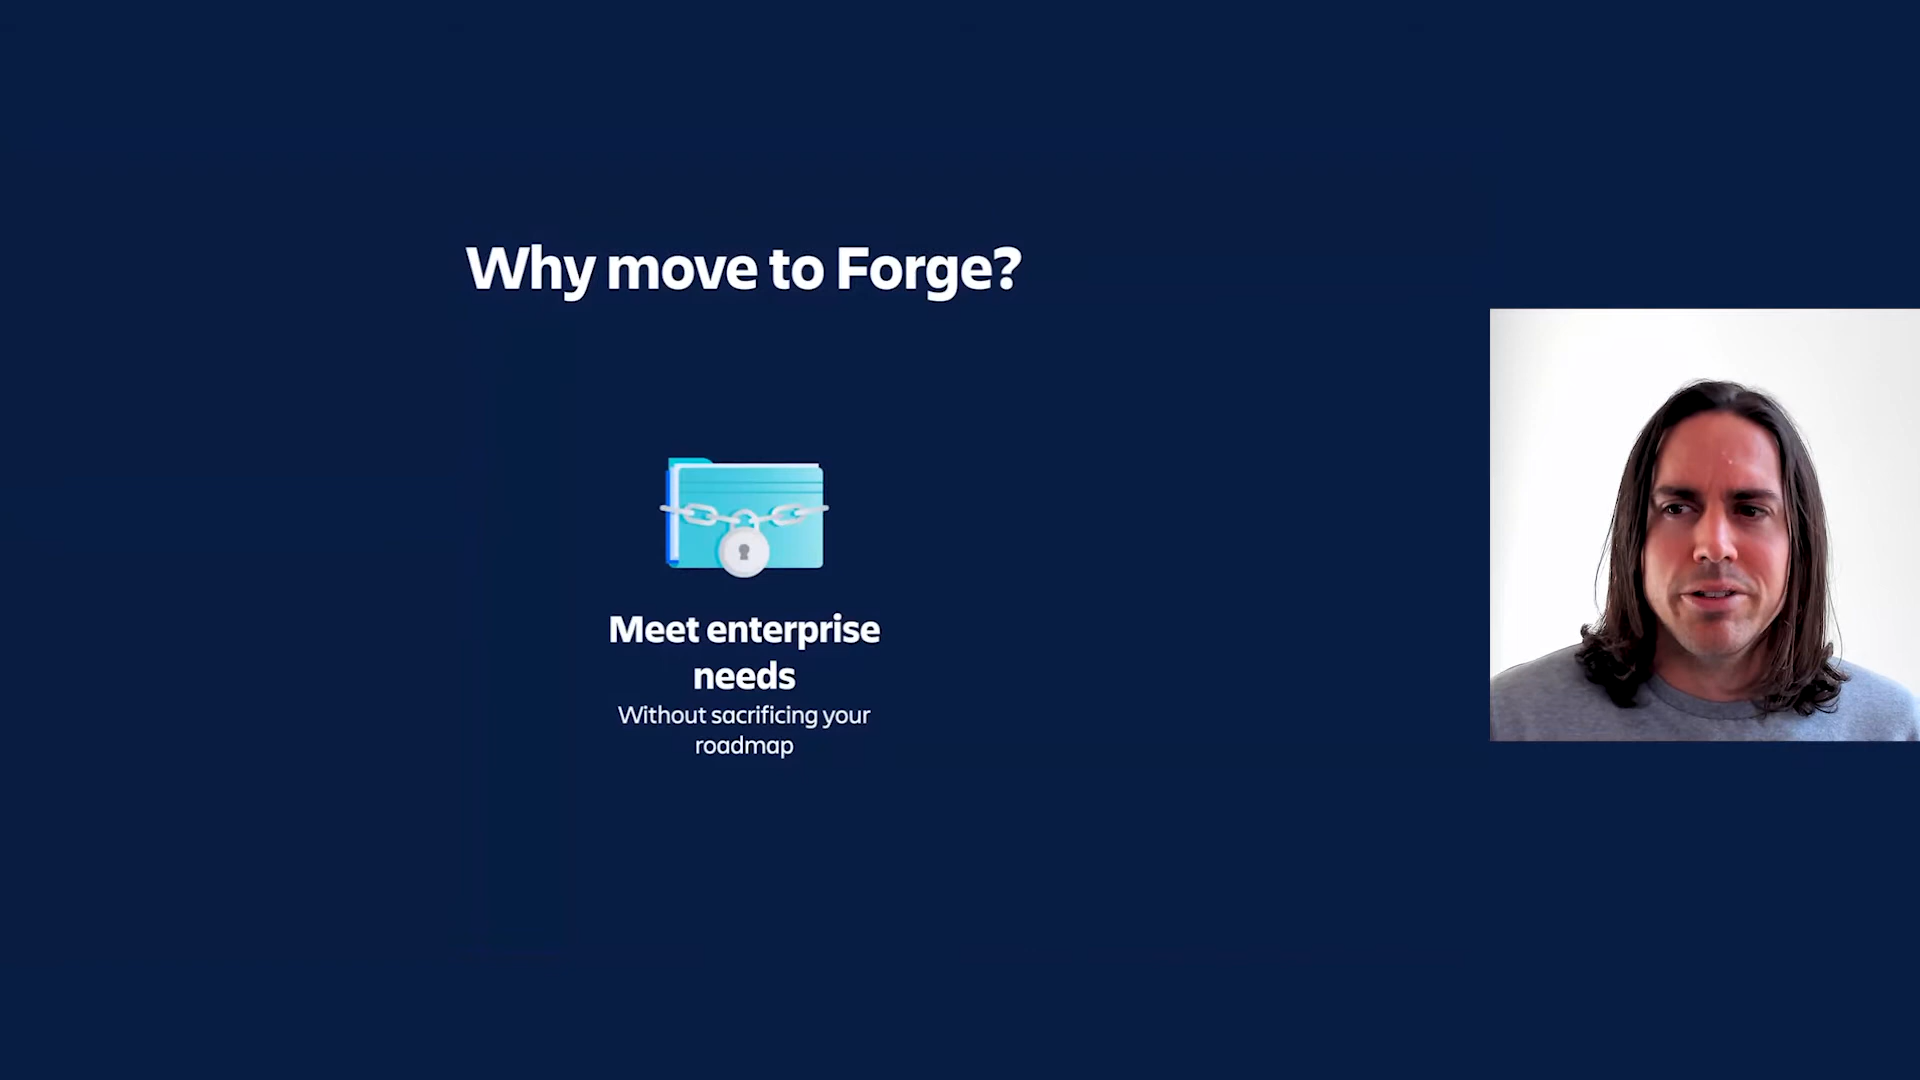 Why move to Forge?
Meet enterprise
needs
Without sacrificing your
roadmap